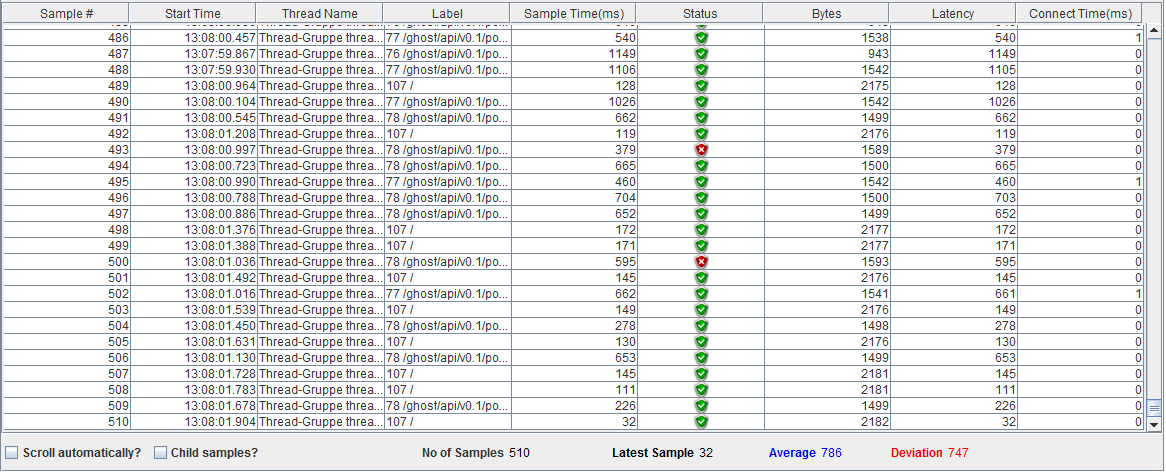 Sample # Start Time Thread Name Label Sample Time(ms) Status Bytes Latency Connect Time(ms)
486 13:08:00.457 Thread-Gruppe threa... 77 /ghost/api/v0.1/po... 540 1538 540 1
487 13:07:59.867 Thread-Gruppe threa... 76 /ghost/api/v0.1/po... 1149 943 1149 0
488 13:07:59.930 Thread-Gruppe threa... 77 /ghost/api/v0.1/po... 1106 1542 1105 0
489 13:08:00.964 Thread-Gruppe threa... 107 / 128 2175 128 0
490 13:08:00.104 Thread-Gruppe threa... 77 /ghost/api/v0.1/po... 1026 1542 1026 0
491 13:08:00.545 Thread-Gruppe threa... 78 /ghost/api/v0.1/po... 662 1499 662 0
492 13:08:01.208 Thread-Gruppe threa... 107 / 119 2176 119 0
493 13:08:00.997 Thread-Gruppe threa... 78 /ghost/api/v0.1/po... 379 1589 379 0
494 13:08:00.723 Thread-Gruppe threa... 78 /ghost/api/v0.1/po... 665 1500 665 0
495 13:08:00.990 Thread-Gruppe threa... 77 /ghost/api/v0.1/po... 460 1542 460 1
496 13:08:00.788 Thread-Gruppe threa... 78 /ghost/api/v0.1/po... 704 1500 703 0
497 13:08:00.886 Thread-Gruppe threa... 78 /ghost/api/v0.1/po... 652 1499 652 0
498 13:08:01.376 Thread-Gruppe threa... 107 / 172 2177 172 0
499 13:08:01.388 Thread-Gruppe threa... 107 / 171 2177 171 0
500 13:08:01.036 Thread-Gruppe threa... 78 /ghost/api/v0.1/po... 595 1593 595 0
501 13:08:01.492 Thread-Gruppe threa... 107 / 145 2176 145 0
502 13:08:01.016 Thread-Gruppe threa... 77 /ghost/api/v0.1/po... 662 1541 661 1
503 13:08:01.539 Thread-Gruppe threa... 107 / 149 2176 149 0
504 13:08:01.450 Thread-Gruppe threa... 78 /ghost/api/v0.1/po... 278 1498 278 0
505 13:08:01.631 Thread-Gruppe threa... 107 / 130 2176 130 0
506 13:08:01.130 Thread-Gruppe threa... 78 /ghost/api/v0.1/po... 653 1499 653 0
507 13:08:01.728 Thread-Gruppe threa... 107 / 145 2181 145 0
508 13:08:01.783 Thread-Gruppe threa... 107 / 111 2181 111 0
509 13:08:01.678 Thread-Gruppe threa... 78 /ghost/api/v0.1/po... 226 1499 226 0
510 13:08:01.904 Thread-Gruppe threa... 107 / 32 2182 32 0
Scroll automatically? Child samples? No of Samples 510 Latest Sample 32 Average 786 Deviation 747